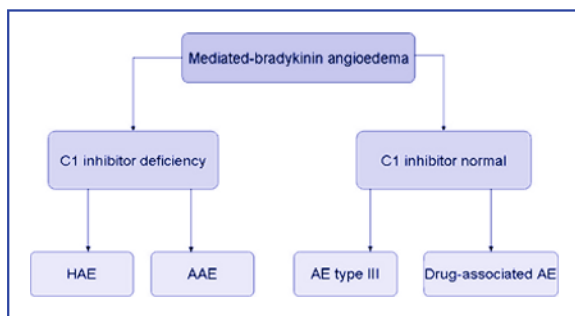 Mediated-bradykinin angioedema
C1 inhibitor deficiency
C1 inhibitor normal
HAE
AAE
AE type III
Drug-associated AE